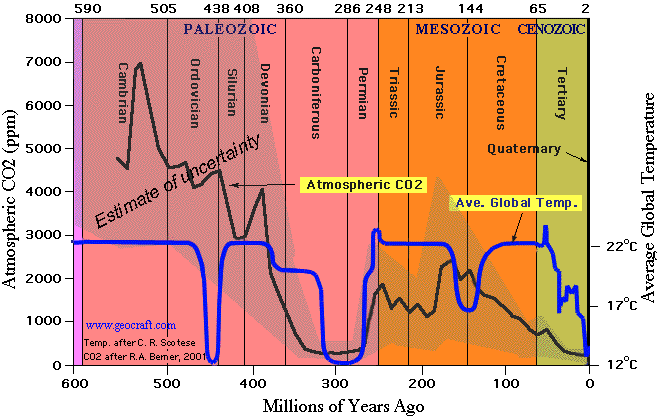 590 505 438 408 360 286 248 213 144 65 2
PALEOZOIC MESOZOIC CENOZOIC
8000
7000
6000
5000
4000
3000
2000
1000
0
Atmospheric CO2 (ppm)
Cambrian
Ordovician
Silurian
Devonian
Carboniferous
Permian
Triassic
Jurassic
Cretaceous
Tertiary
Quaternary
Estimate of uncertainty
Atmospheric CO2
Ave. Global Temp.
22°C
17°C
12°C
Average Global Temperature
www.geocraft.com
Temp. after C. R. Scotese
CO2 after R.A. Berner, 2001
600 500 400 300 200 100 0
Millions of Years Ago